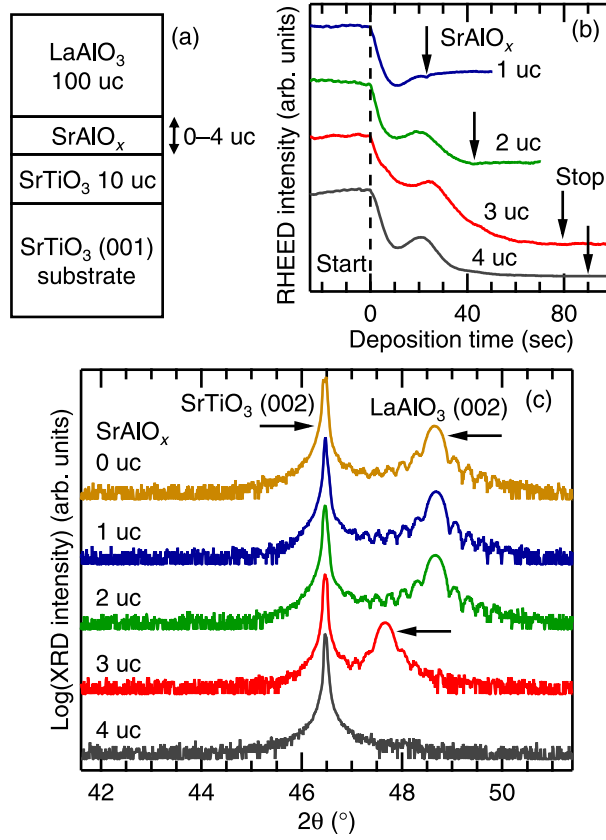 (a)
LaAlO₃
100 uc
SrAlOₓ
0–4 uc
SrTiO₃ 10 uc
SrTiO₃ (001)
substrate
(b)
RHEED intensity (arb. units)
SrAlOₓ
1 uc
2 uc
Stop
3 uc
4 uc
Start
0 40 80
Deposition time (sec)
(c)
Log(XRD intensity) (arb. units)
SrTiO₃ (002)
LaAlO₃ (002)
SrAlOₓ
0 uc
1 uc
2 uc
3 uc
4 uc
42 44 46 48 50
2θ (°)